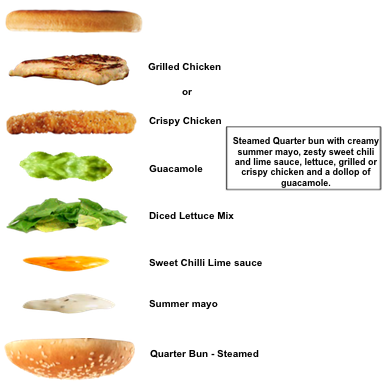 Grilled Chicken
or
Crispy Chicken
Steamed Quarter bun with creamy
summer mayo, zesty sweet chili
and lime sauce, lettuce, grilled or
crispy chicken and a dollop of
guacamole.
Guacamole
Diced Lettuce Mix
Sweet Chilli Lime sauce
Summer mayo
Quarter Bun - Steamed